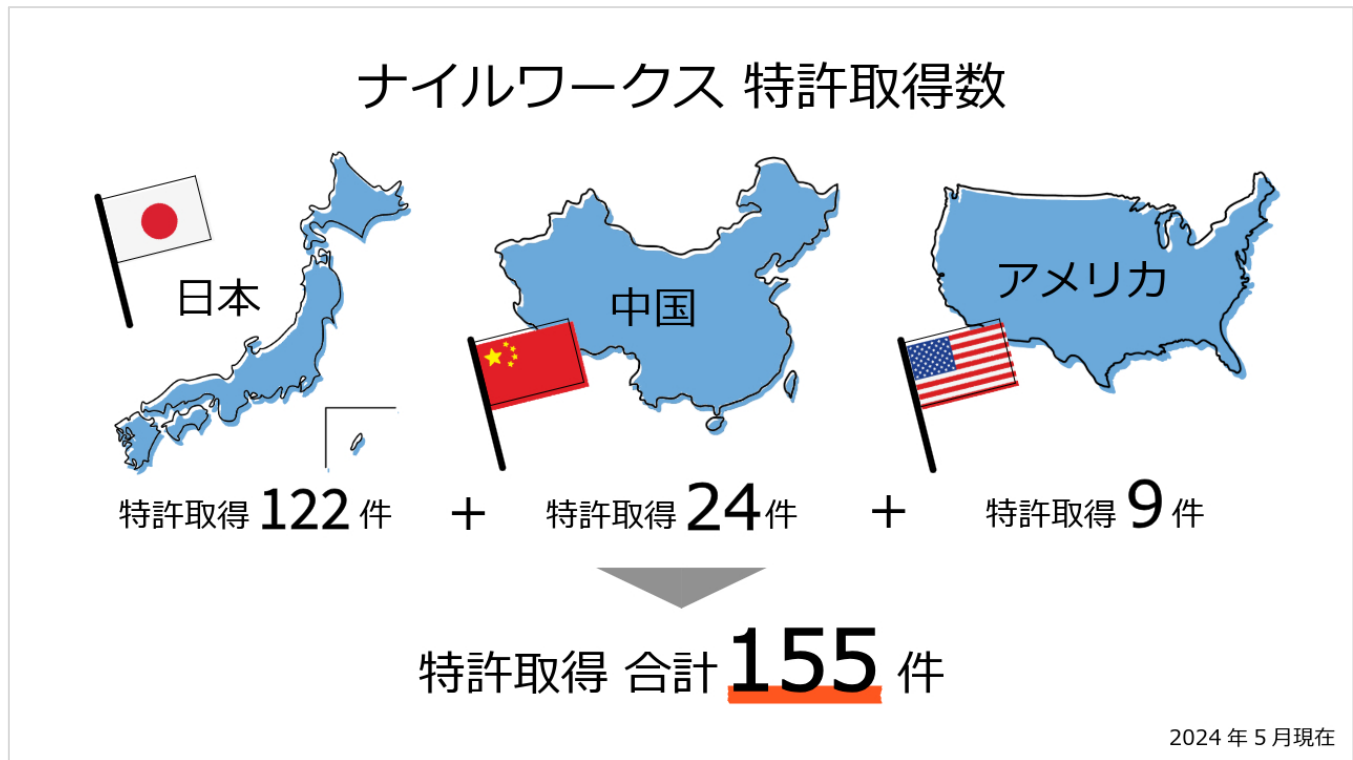 ナイルワークス 特許取得数
日本
中国
アメリカ
特許取得 122 件 + 特許取得 24件 + 特許取得 9 件
特許取得 合計 155 件
2024 年 5 月現在